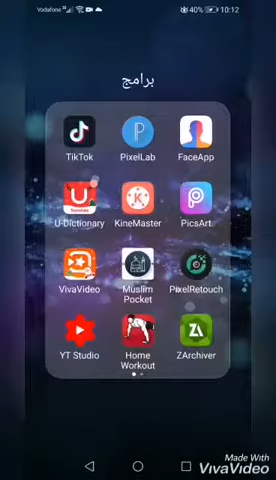 Vodafone
40% 10:12
برامج
TikTok PixelLab FaceApp
U-Dictionary KineMaster PicsArt
VivaVideo Muslim Pocket PixelRetouch
YT Studio Home Workout ZArchiver
Made With
VivaVideo